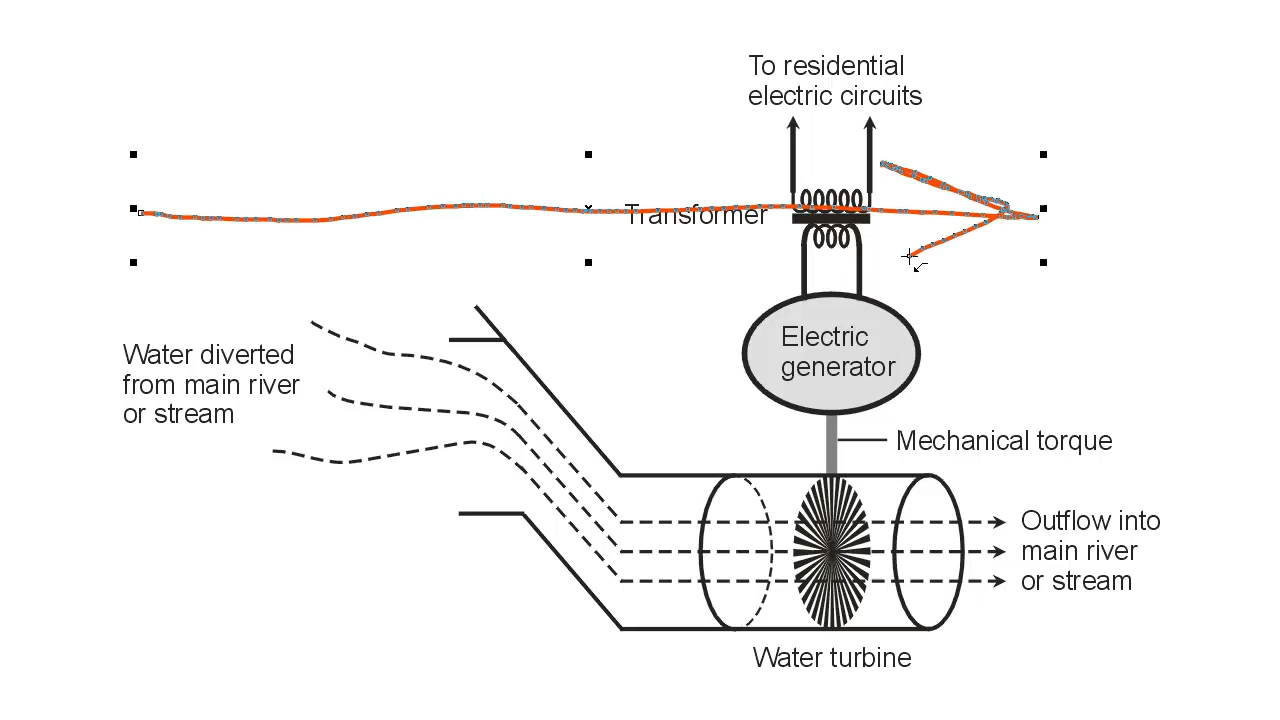 To residential
electric circuits
Transformer
Electric
generator
Water diverted
from main river
or stream
Mechanical torque
Outflow into
main river
or stream
Water turbine